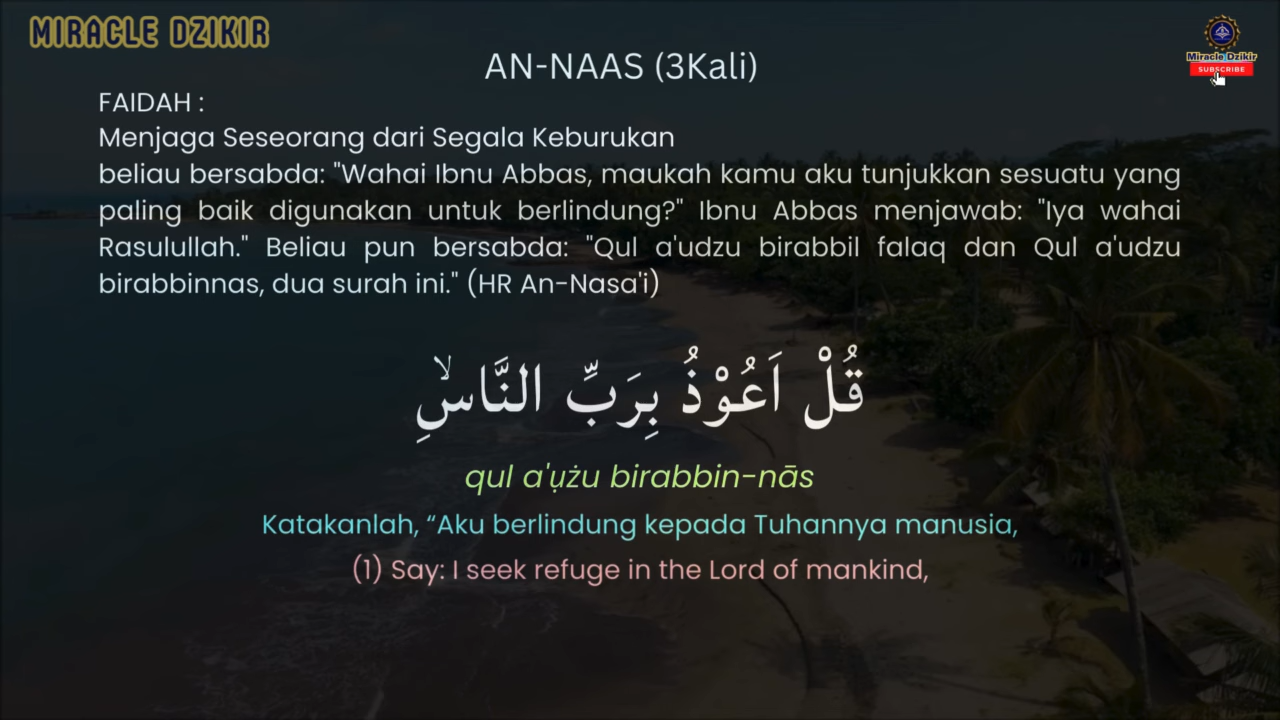 MIRACLE DZIKIR
Miracle Dzikir
SUBSCRIBE
AN-NAAS (3Kali)
FAIDAH :
Menjaga Seseorang dari Segala Keburukan
beliau bersabda: "Wahai Ibnu Abbas, maukah kamu aku tunjukkan sesuatu yang
paling baik digunakan untuk berlindung?" Ibnu Abbas menjawab: "Iya wahai
Rasulullah." Beliau pun bersabda: "Qul a'udzu birabbil falaq dan Qul a'udzu
birabbinnas, dua surah ini." (HR An-Nasa'i)
قُلْ اَعُوْذُ بِرَبِّ النَّاسِۙ
qul a'ụżu birabbin-nās
Katakanlah, “Aku berlindung kepada Tuhannya manusia,
(1) Say: I seek refuge in the Lord of mankind,